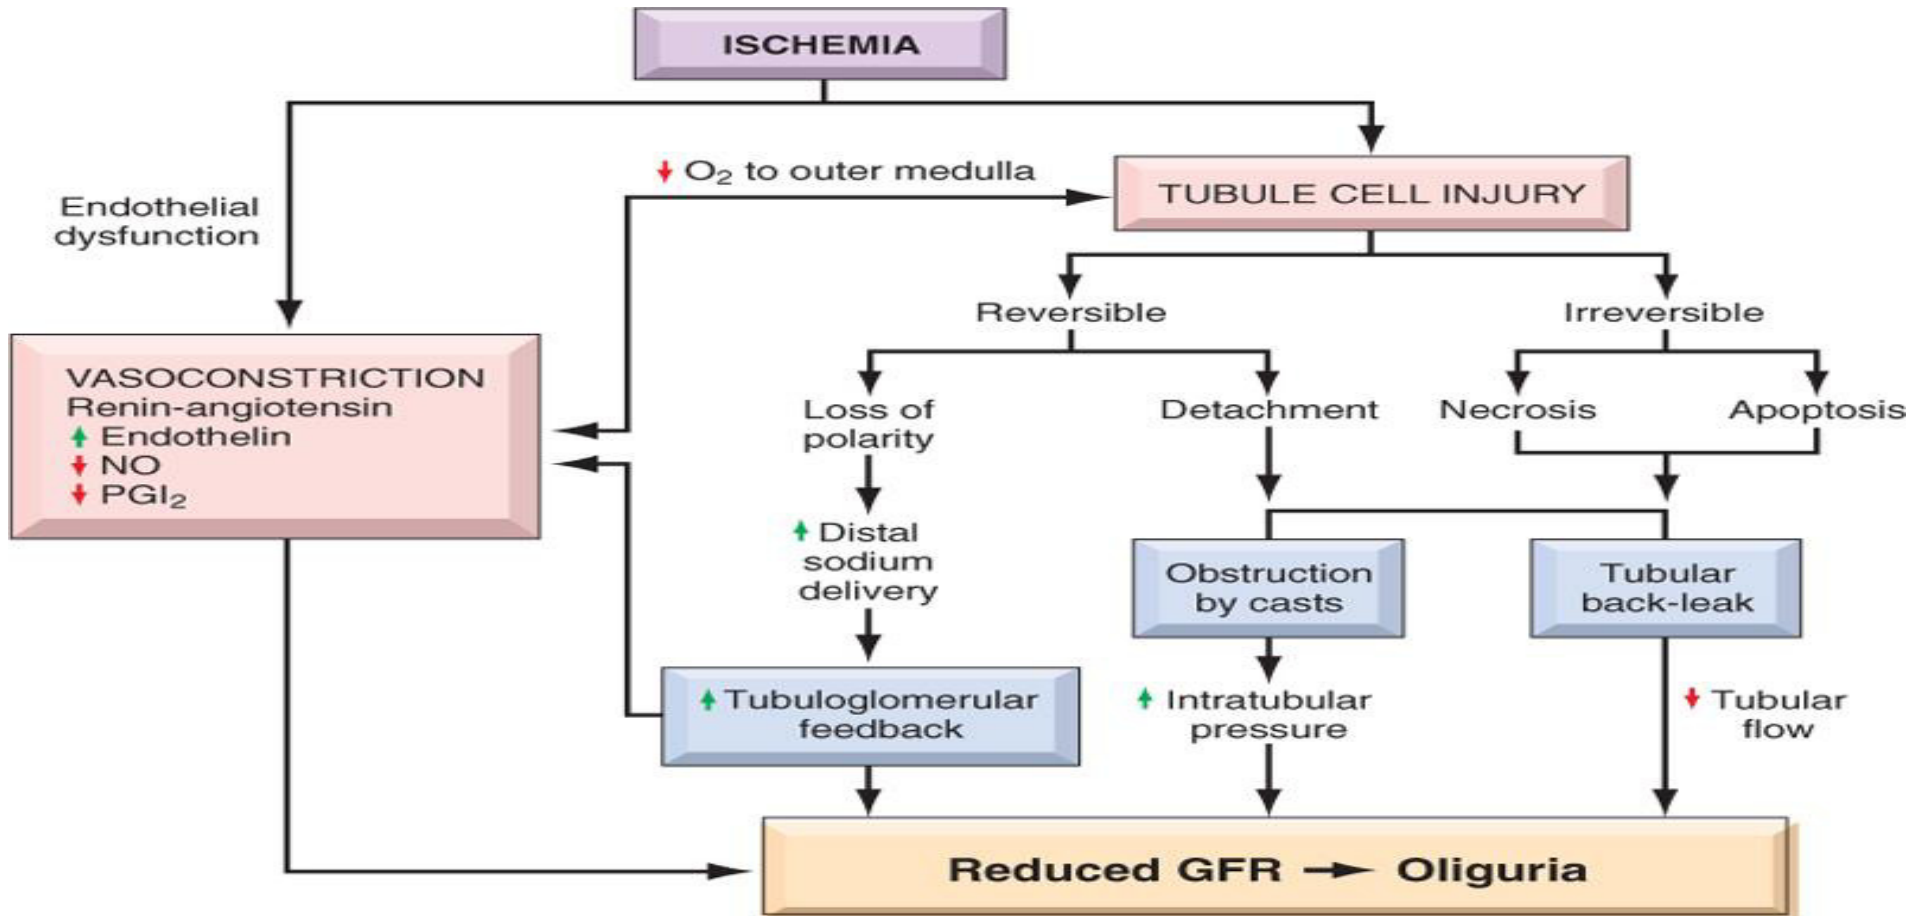 ISCHEMIA
↓ O₂ to outer medulla
TUBULE CELL INJURY
Endothelial
dysfunction
Reversible
Irreversible
VASOCONSTRICTION
Renin-angiotensin
↑ Endothelin
↓ NO
↓ PGI₂
Loss of
polarity
Detachment
Necrosis
Apoptosis
↑ Distal
sodium
delivery
Obstruction
by casts
Tubular
back-leak
↑ Tubuloglomerular
feedback
↑ Intratubular
pressure
↓ Tubular
flow
Reduced GFR → Oliguria